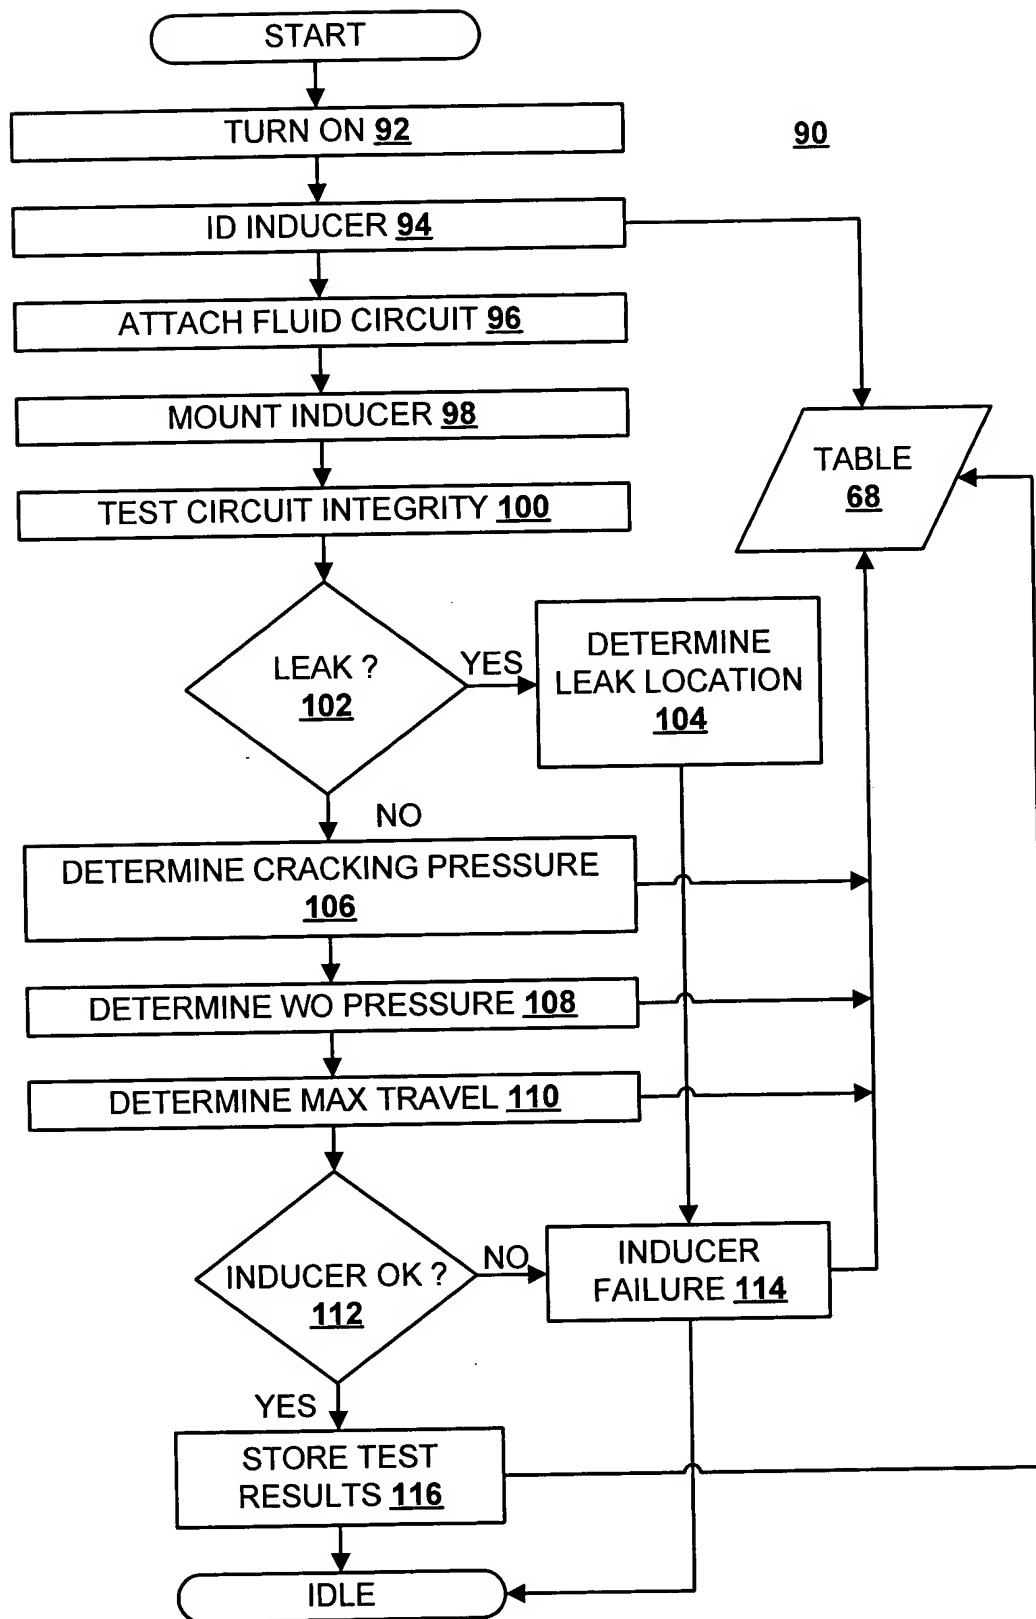 START
TURN ON 92
90
ID INDUCER 94
ATTACH FLUID CIRCUIT 96
MOUNT INDUCER 98
TABLE
68
TEST CIRCUIT INTEGRITY 100
LEAK ?
102
YES
DETERMINE
LEAK LOCATION
104
NO
DETERMINE CRACKING PRESSURE
106
DETERMINE WO PRESSURE 108
DETERMINE MAX TRAVEL 110
INDUCER OK ?
112
NO
INDUCER
FAILURE 114
YES
STORE TEST
RESULTS 116
IDLE